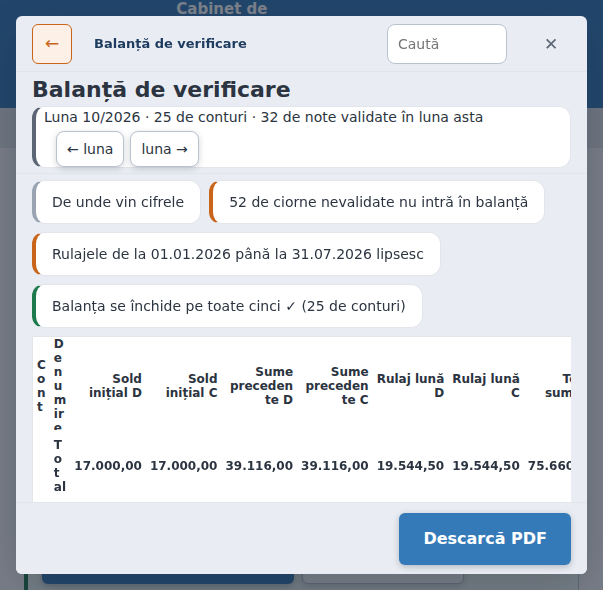 Cabinet de
←
Balanță de verificare
Caută
✕
Balanță de verificare
Luna 10/2026 · 25 de conturi · 32 de note validate în luna asta
← luna
luna →
De unde vin cifrele
52 de ciorne nevalidate nu intră în balanță
Rulajele de la 01.01.2026 până la 31.07.2026 lipsesc
Balanța se închide pe toate cinci ✓ (25 de conturi)
Cont
Denumire
Sold inițial D
Sold inițial C
Sume precedente D
Sume precedente C
Rulaj lună D
Rulaj lună C
Total 17.000,00 17.000,00 39.116,00 39.116,00 19.544,50 19.544,50 75.660
Descarcă PDF